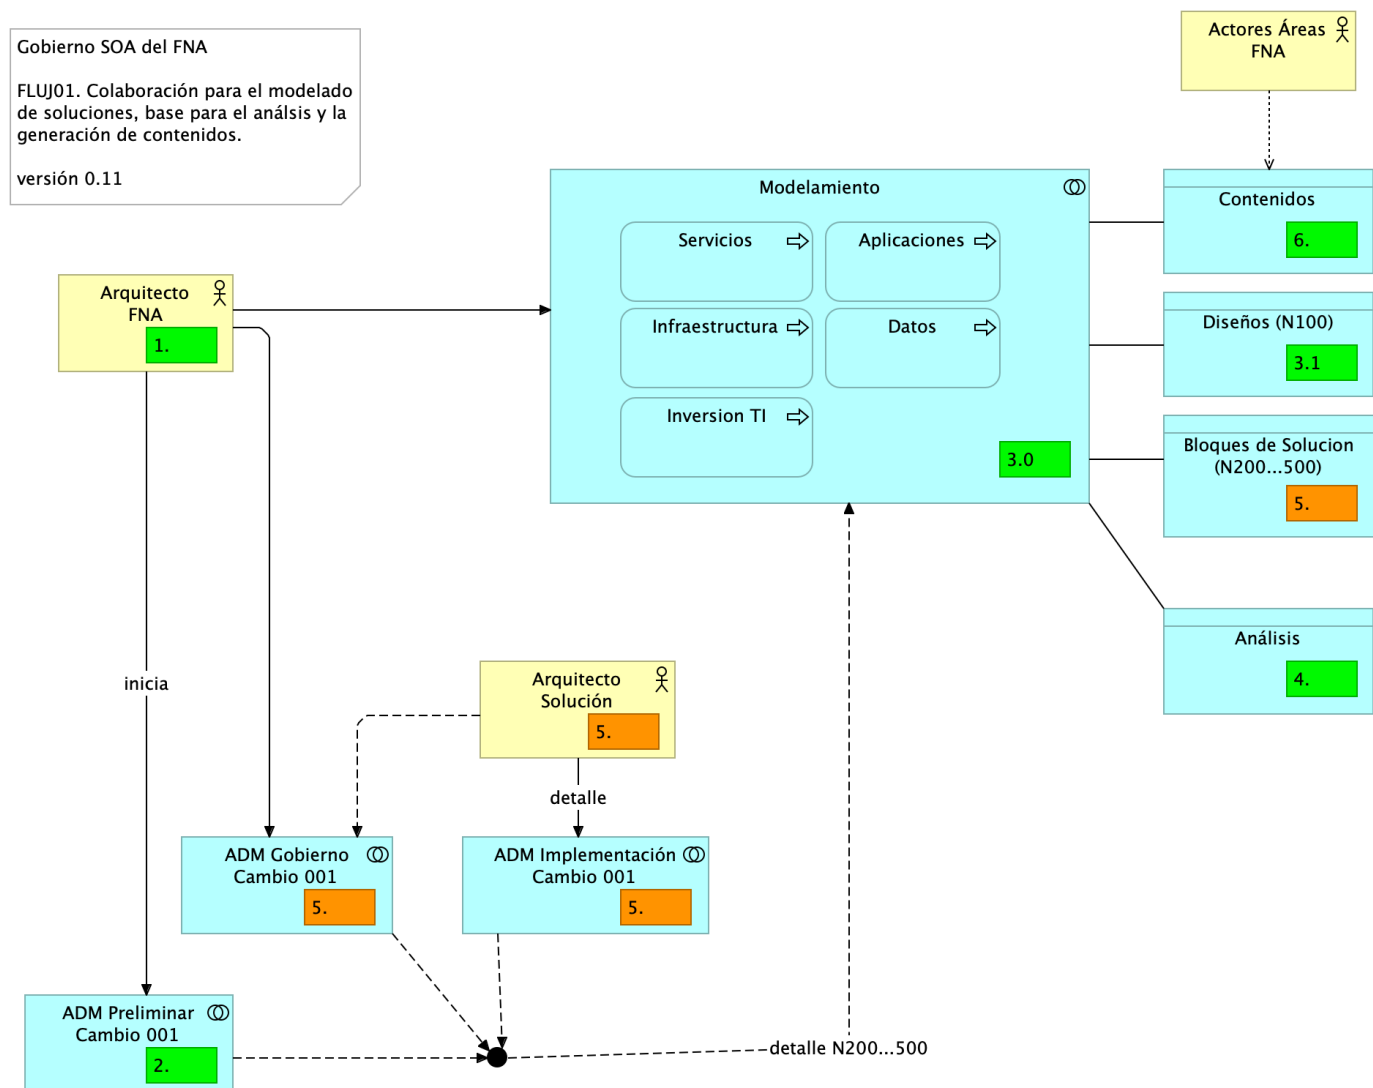 Gobierno SOA del FNA
FLUJ01. Colaboración para el modelado
de soluciones, base para el análsis y la
generación de contenidos.
versión 0.11
Actores Áreas
FNA
Modelamiento
Servicios
Aplicaciones
Infraestructura
Datos
Inversion TI
3.0
Contenidos
6.
Diseños (N100)
3.1
Bloques de Solucion
(N200...500)
5.
Análisis
4.
Arquitecto
FNA
1.
inicia
Arquitecto
Solución
5.
detalle
ADM Gobierno
Cambio 001
5.
ADM Implementación
Cambio 001
5.
ADM Preliminar
Cambio 001
2.
detalle N200...500